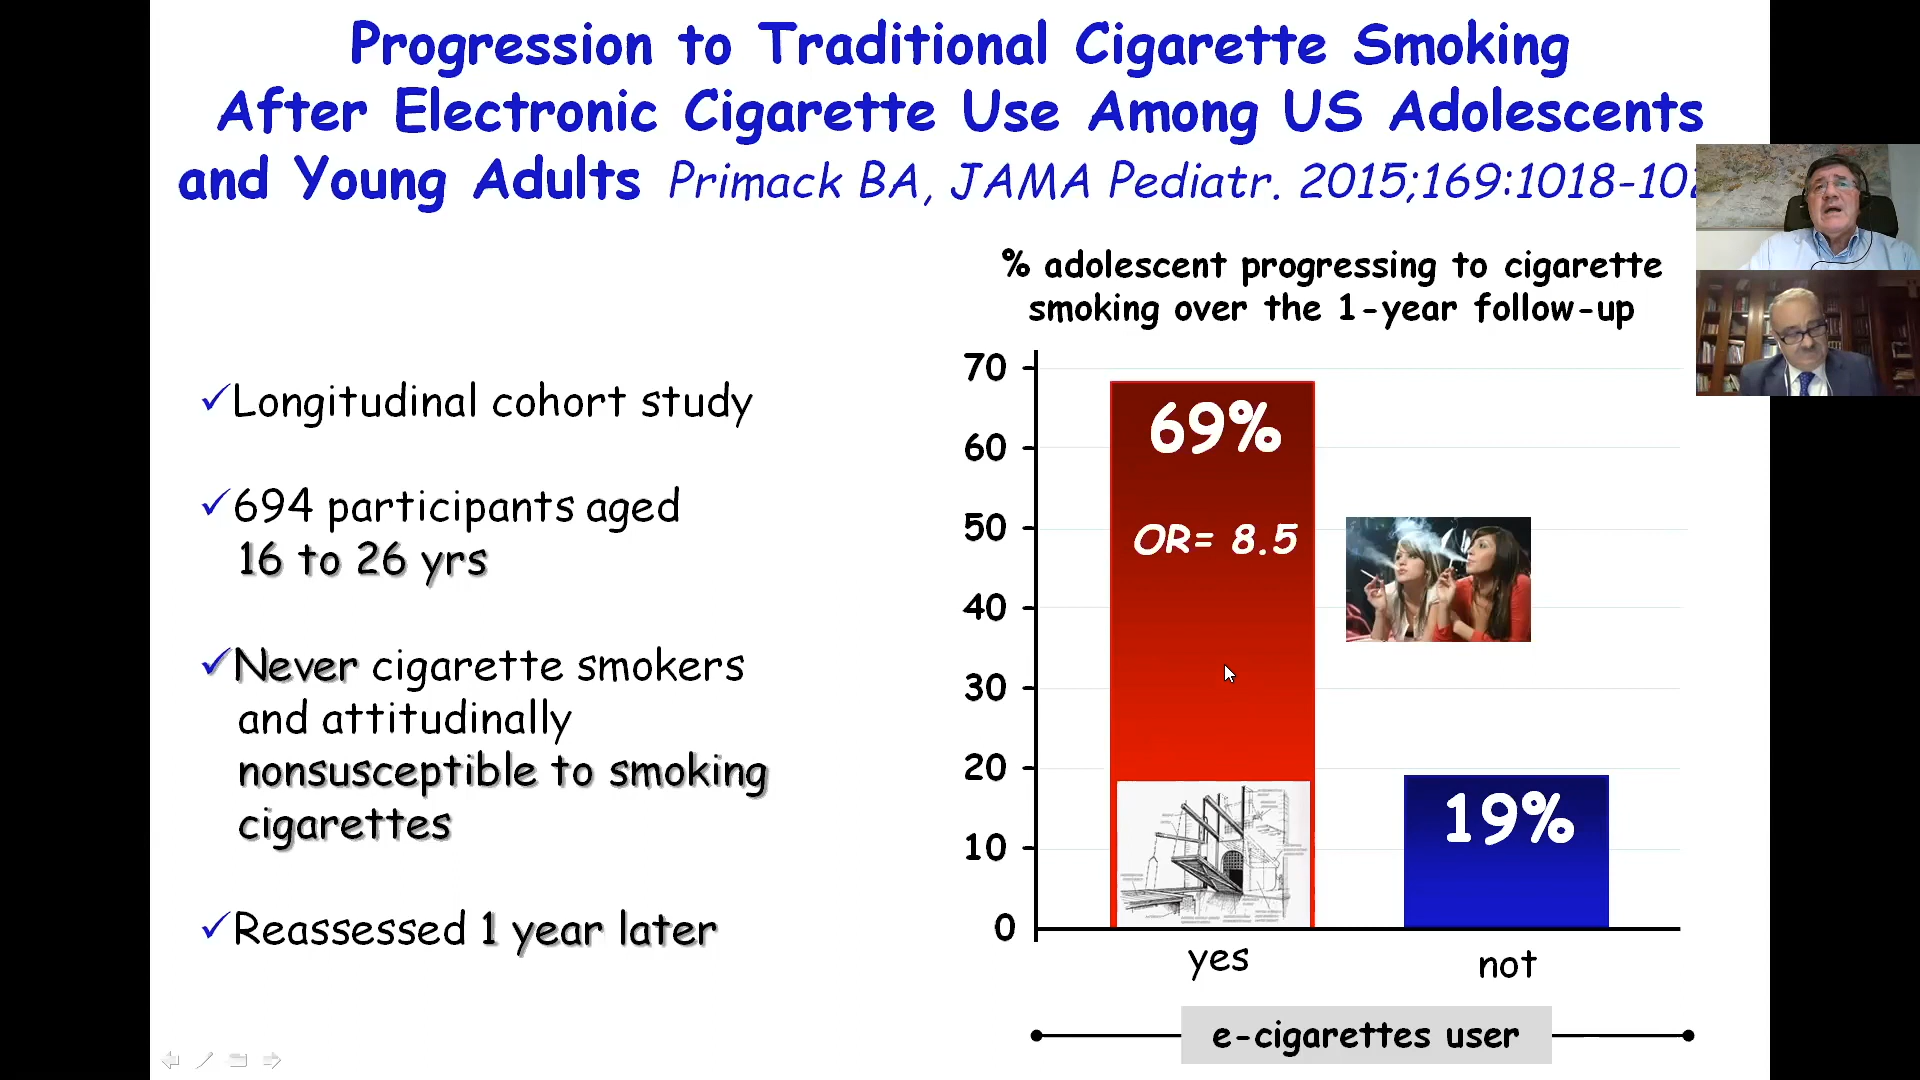 Progression to Traditional Cigarette Smoking
After Electronic Cigarette Use Among US Adolescents
and Young Adults Primack BA, JAMA Pediatr. 2015;169:1018-10
% adolescent progressing to cigarette
smoking over the 1-year follow-up
✓Longitudinal cohort study
✓694 participants aged
16 to 26 yrs
✓Never cigarette smokers
and attitudinally
nonsusceptible to smoking
cigarettes
✓Reassessed 1 year later
70
60
50
40
30
20
10
0
69%
OR= 8.5
19%
yes
not
e-cigarettes user